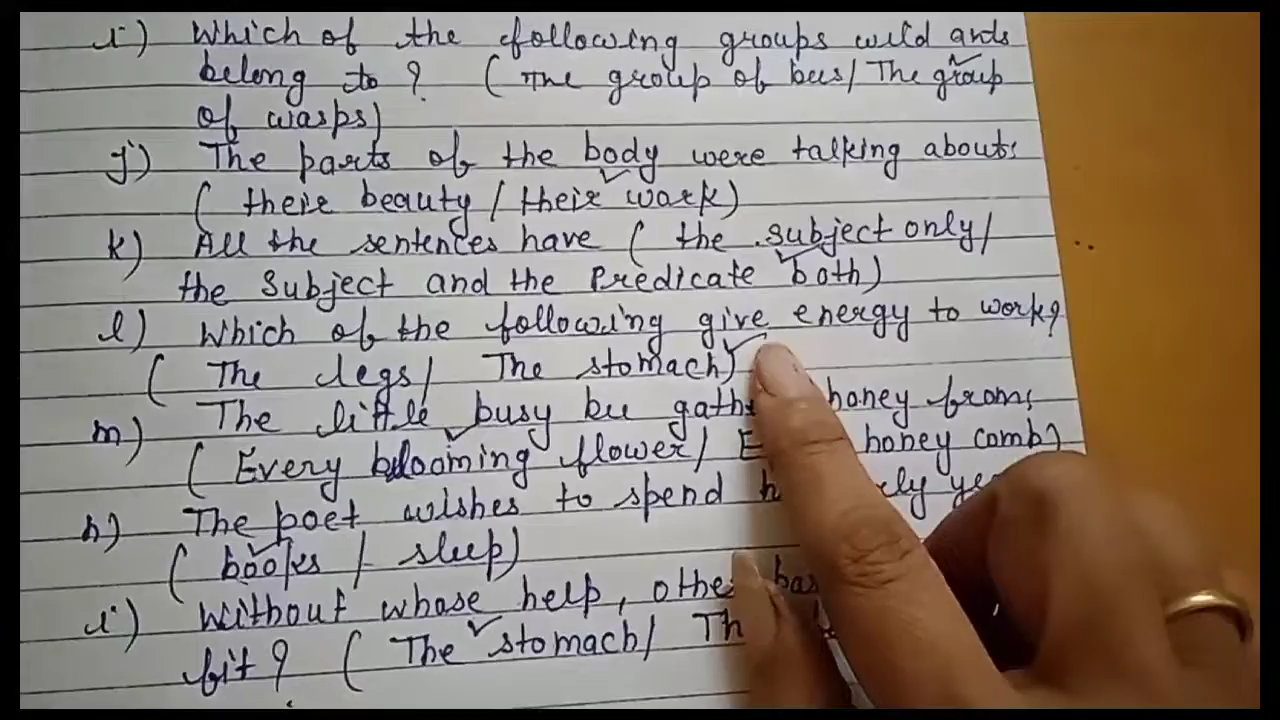 i) Which of the following groups wild ants
belong to ? ( The group of bees/ The group
of wasps)
j) The parts of the body were talking about:
( their beauty / their work)
k) All the sentences have ( the subject only/
the Subject and the Predicate both)
l) Which of the following give energy to work?
( The legs/ The stomach)
m) The little busy bee honey from:
( Every blooming flower/ honey comb)
n) The poet wishes to spend
( books / sleep)
i) Without whose help,
fit ? ( The stomach/